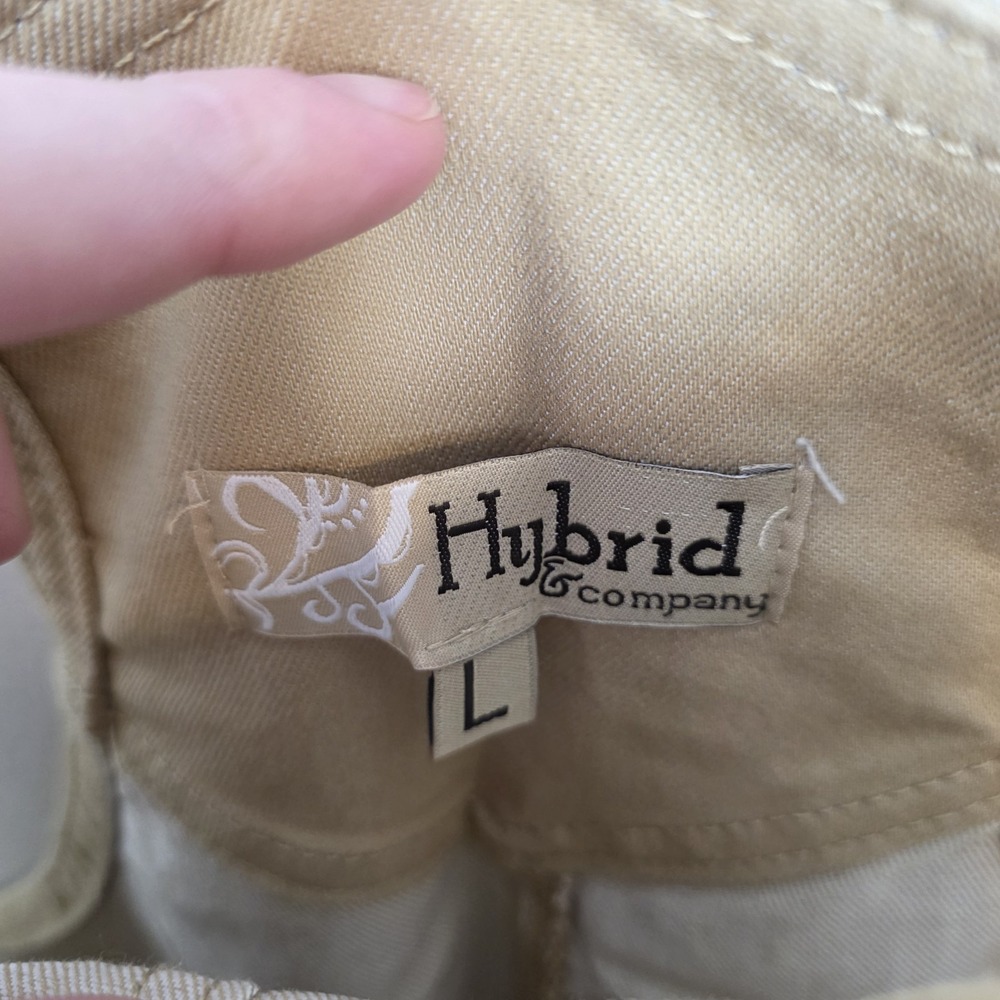 Hybrid
& company
L